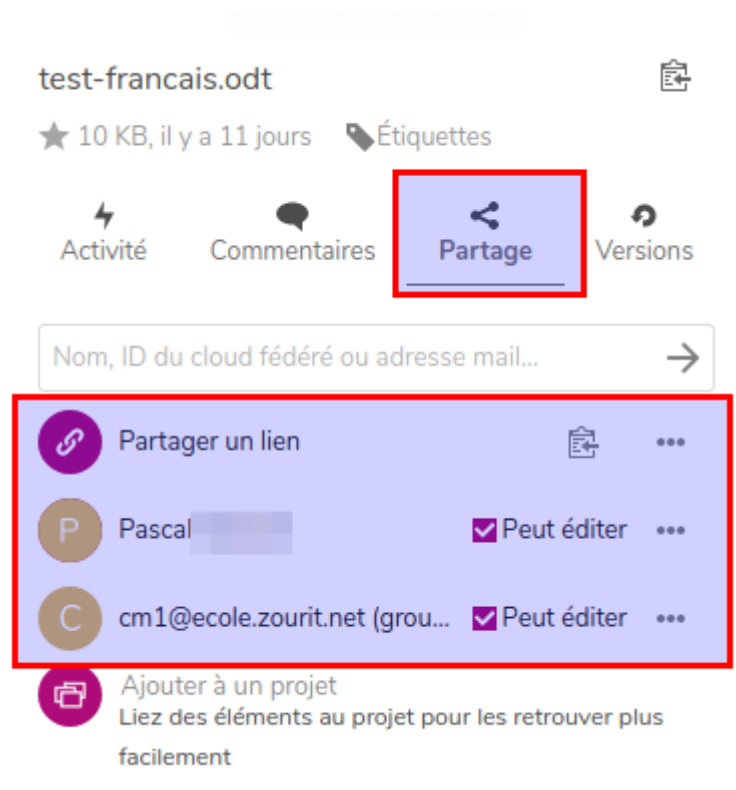 test-francais.odt
10 KB, il y a 11 jours Étiquettes
Activité Commentaires Partage Versions
Nom, ID du cloud fédéré ou adresse mail...
Partager un lien
P Pascal Peut éditer
C cm1@ecole.zourit.net (grou... Peut éditer
Ajouter à un projet
Liez des éléments au projet pour les retrouver plus
facilement